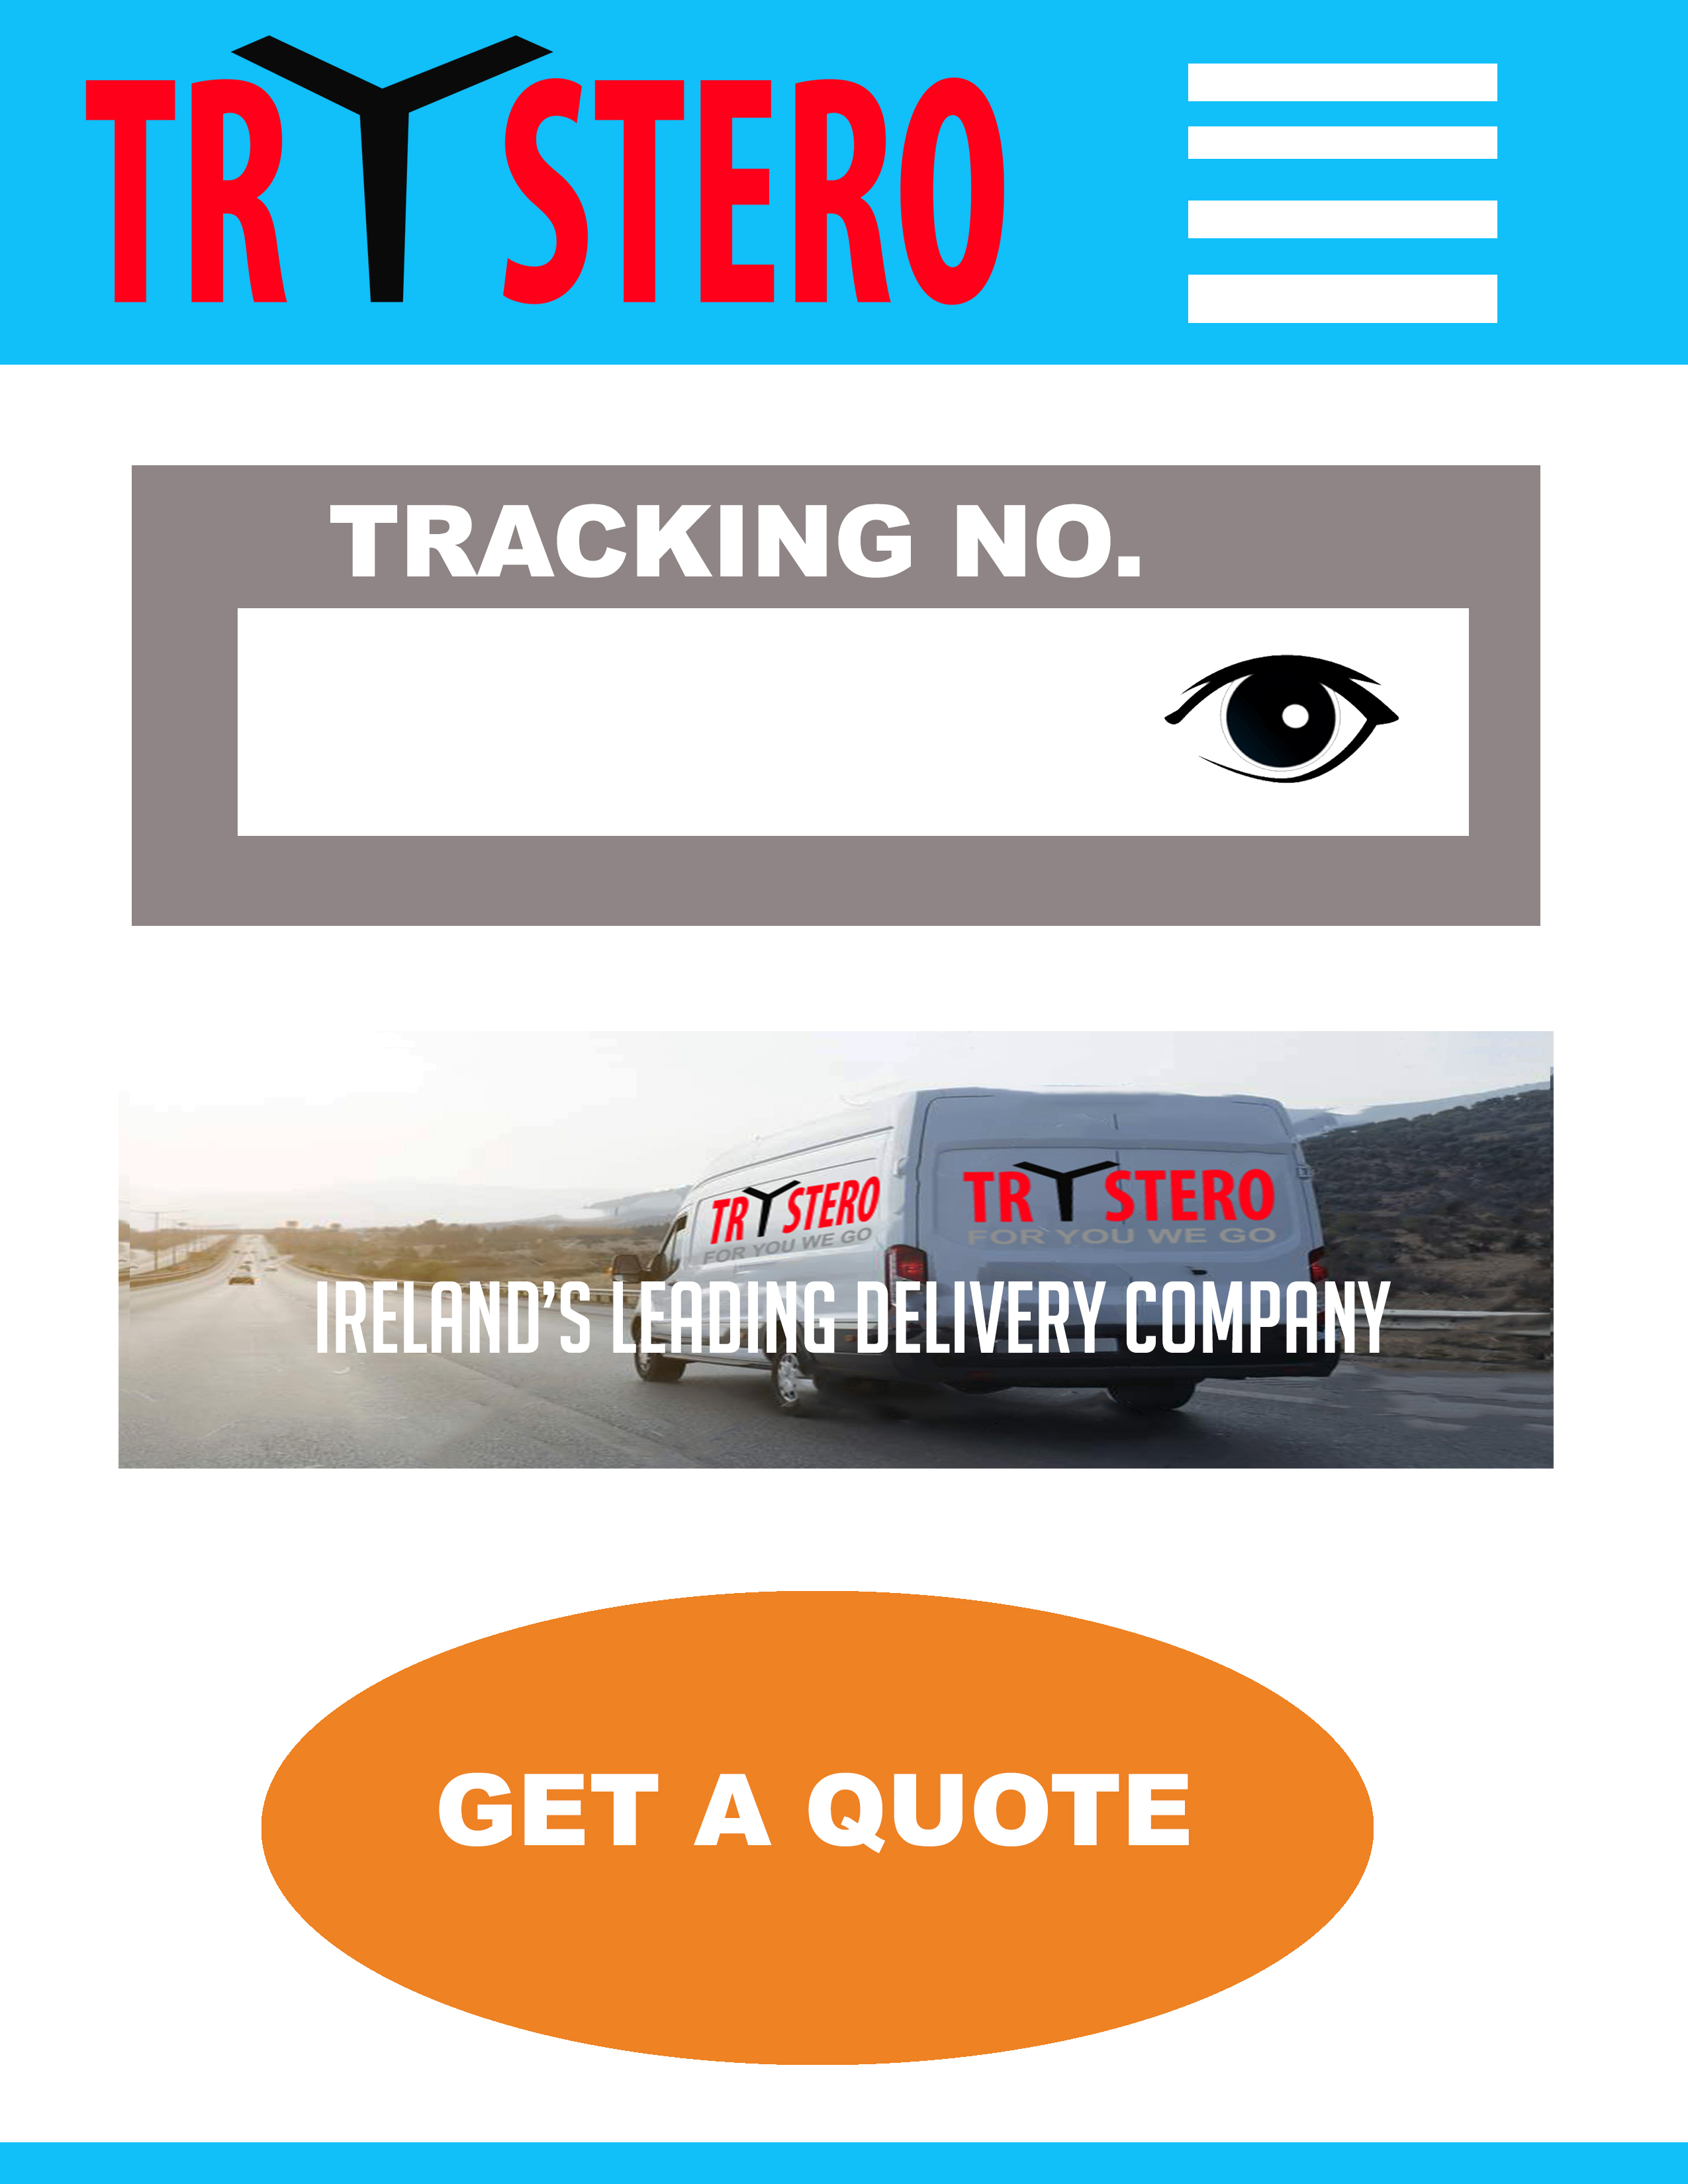 TRYSTERO
TRACKING NO.
TRYSTERO
FOR YOU WE GO
TRYSTERO
FOR YOU WE GO
IRELAND'S LEADING DELIVERY COMPANY
GET A QUOTE